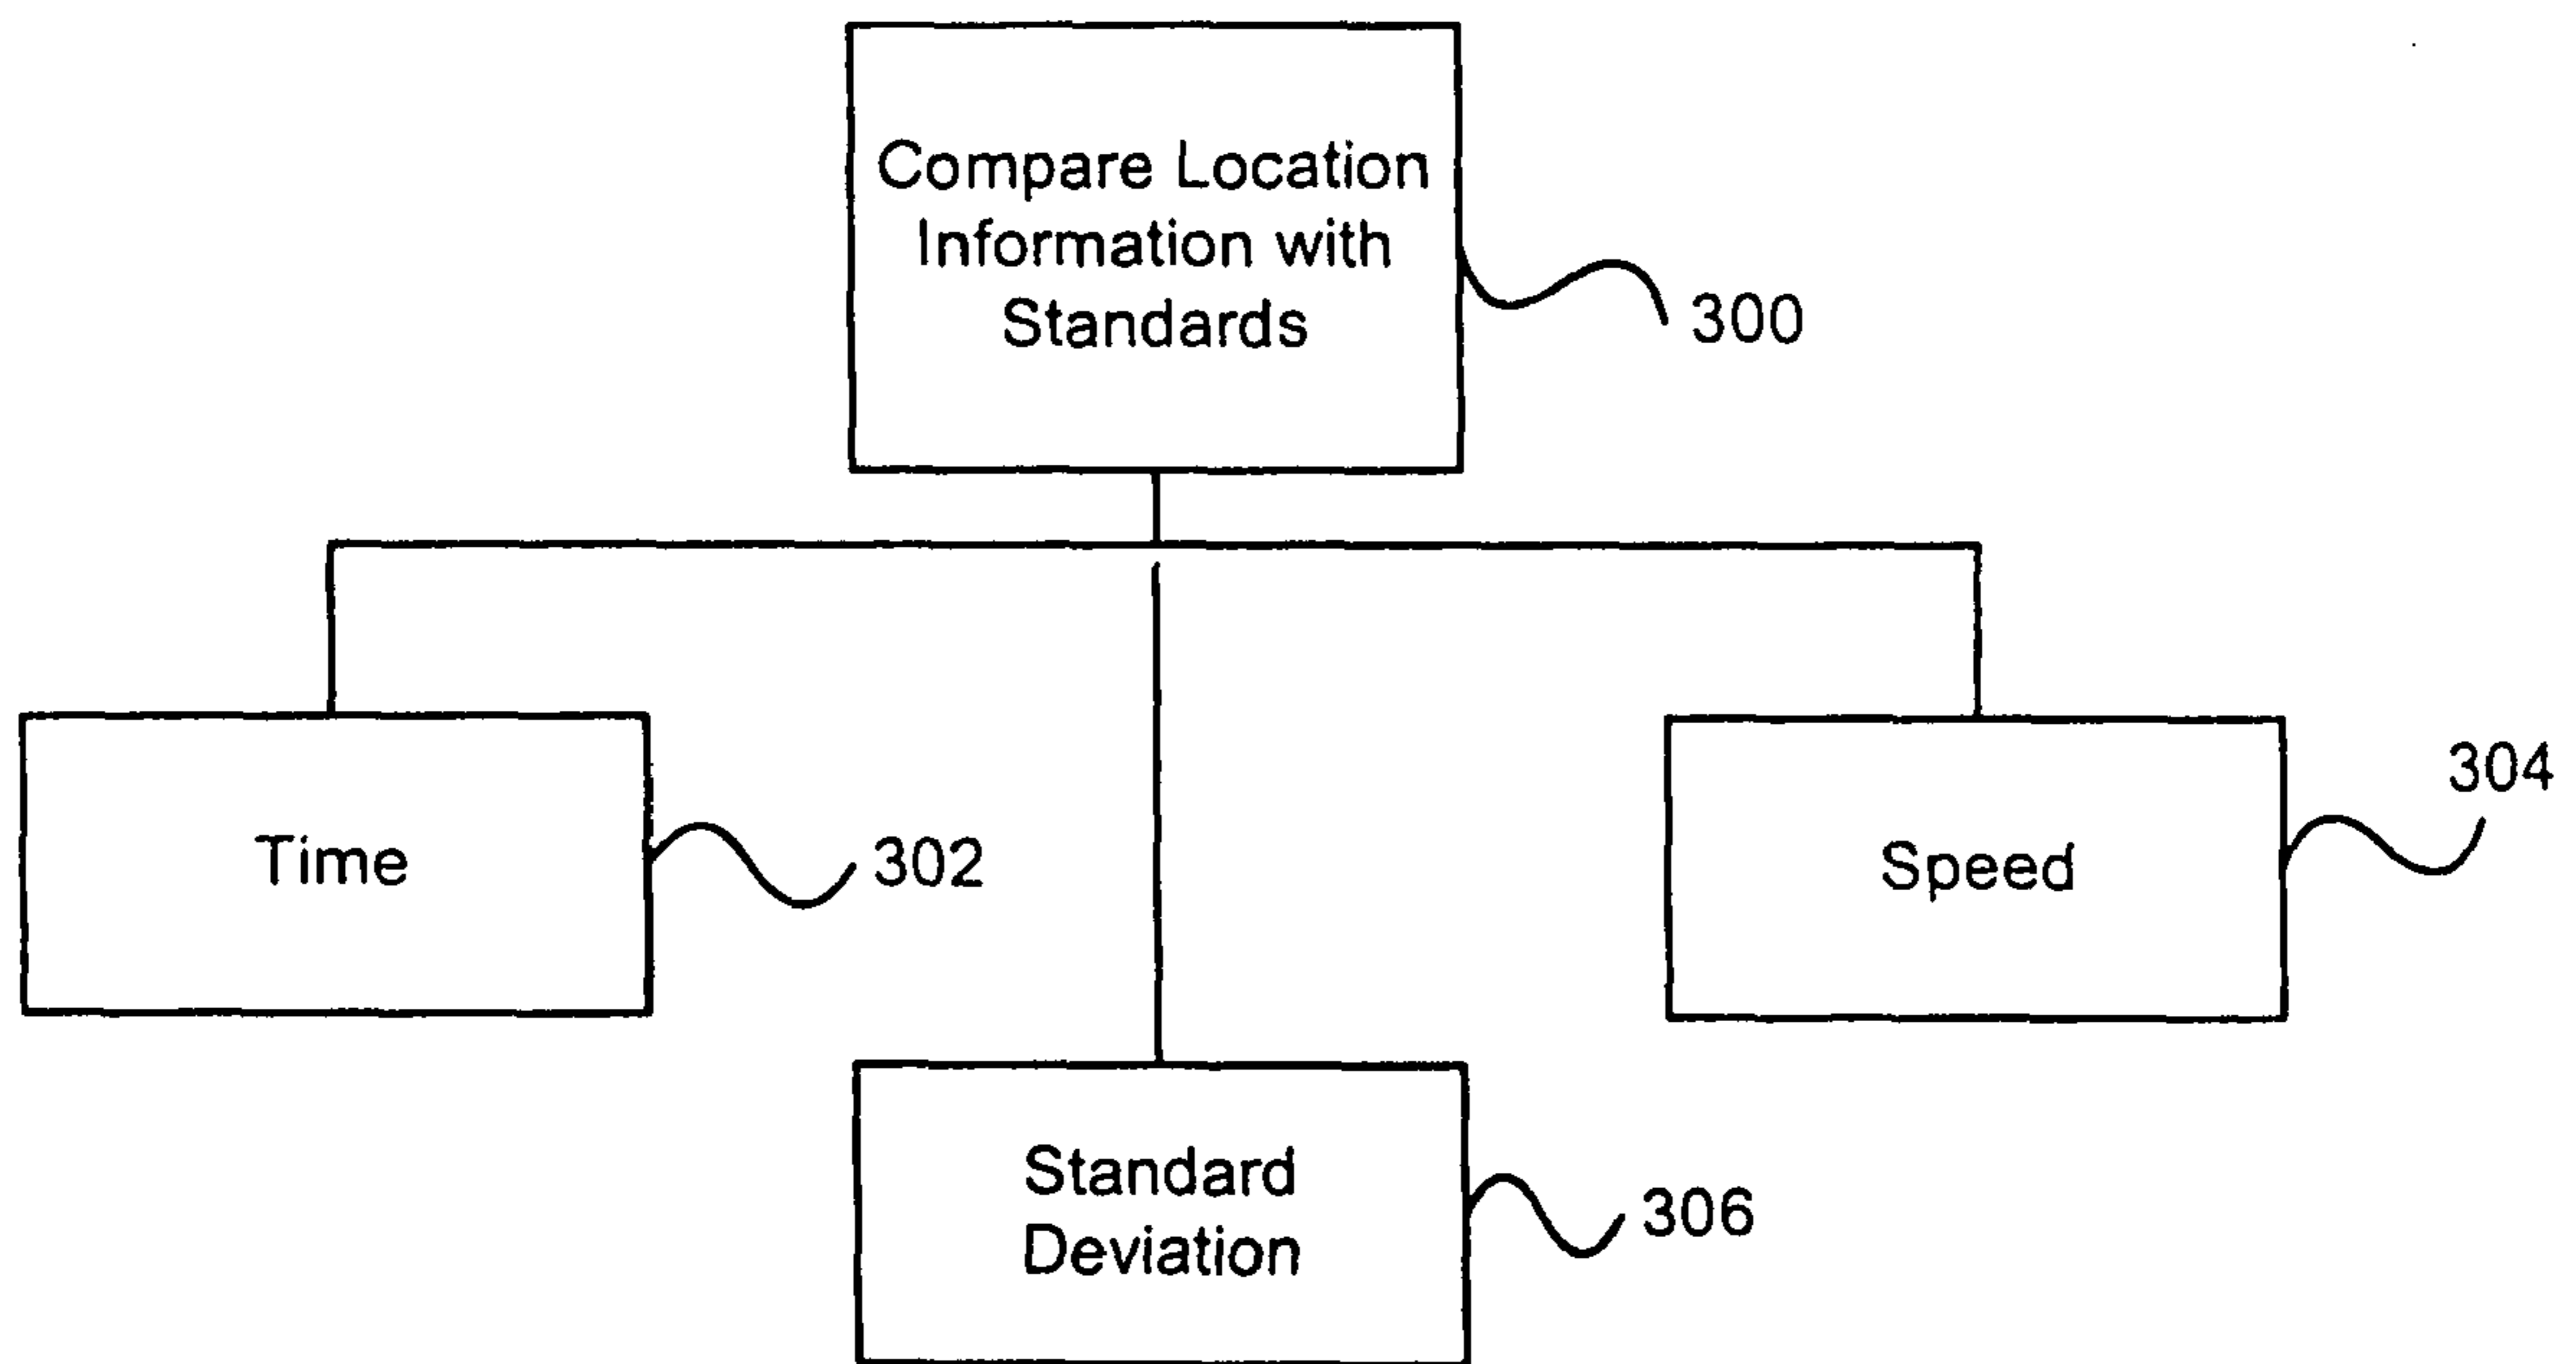 Compare Location
Information with
Standards
300
Time
302
Speed
304
Standard
Deviation
306